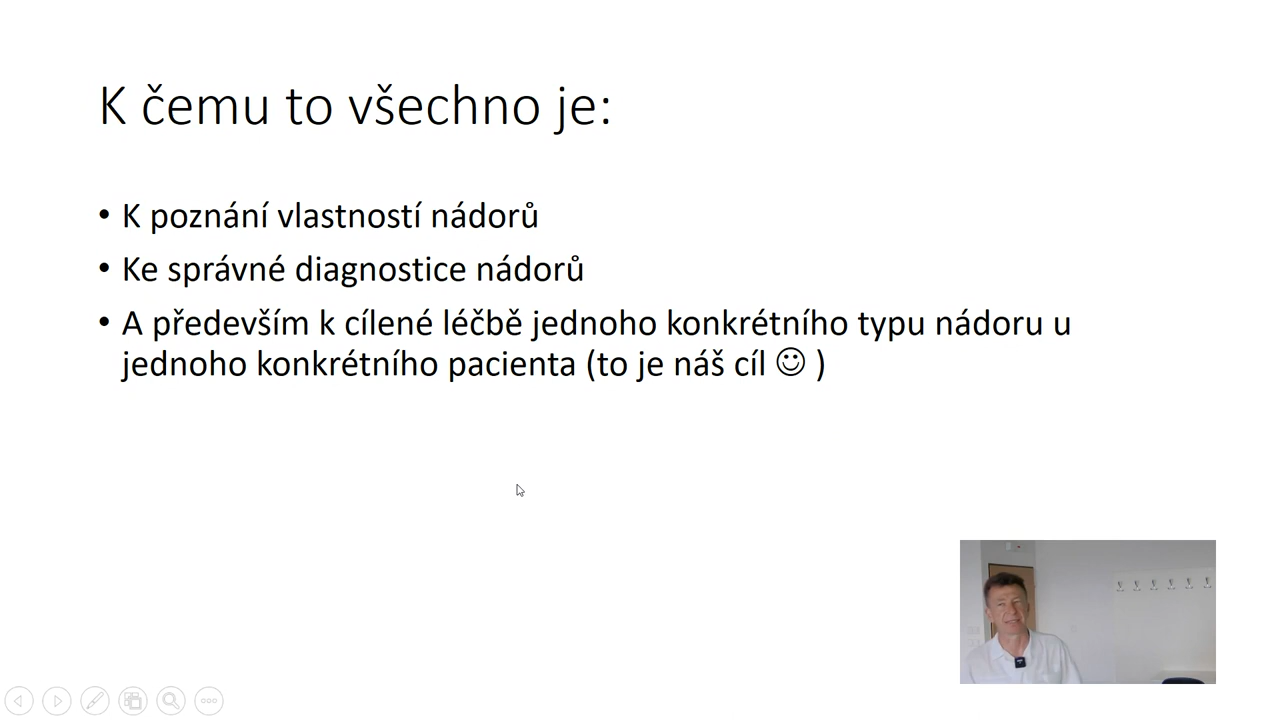 K čemu to všechno je:
• K poznání vlastností nádorů
• Ke správné diagnostice nádorů
• A především k cílené léčbě jednoho konkrétního typu nádoru u
jednoho konkrétního pacienta (to je náš cíl ☺ )